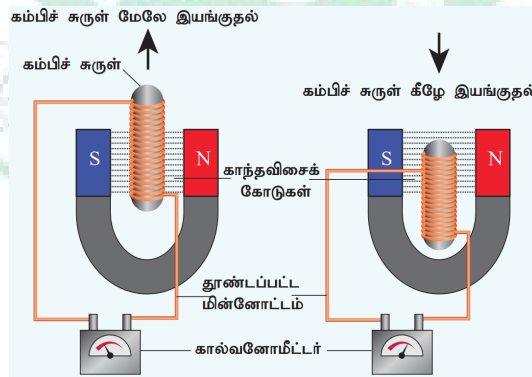 கம்பிச் சுருள் மேலே இயங்குதல்
கம்பிச் சுருள்
கம்பிச் சுருள் கீழே இயங்குதல்
S
N
S
N
காந்தவிசைக்
கோடுகள்
தூண்டப்பட்ட
மின்னோட்டம்
கால்வனோமீட்டர்